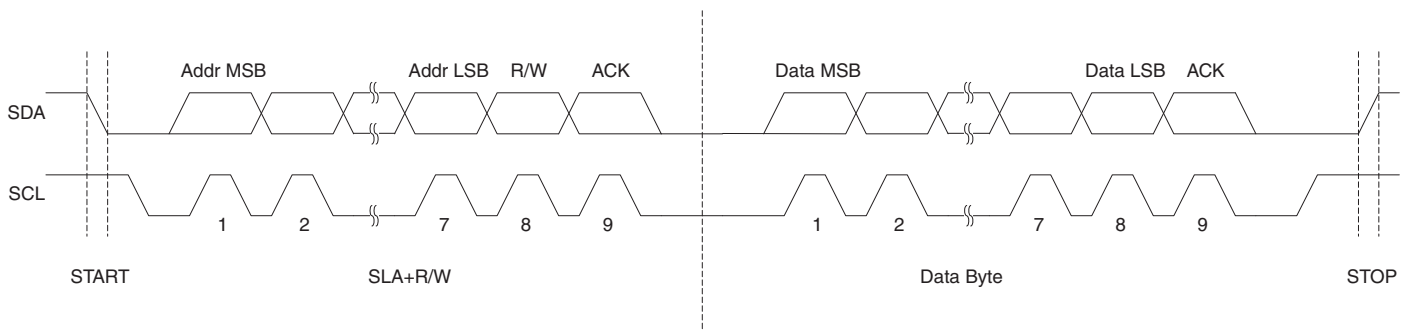 Addr MSB Addr LSB R/W ACK Data MSB Data LSB ACK
SDA
SCL
1 2 7 8 9 1 2 7 8 9
START SLA+R/W Data Byte STOP